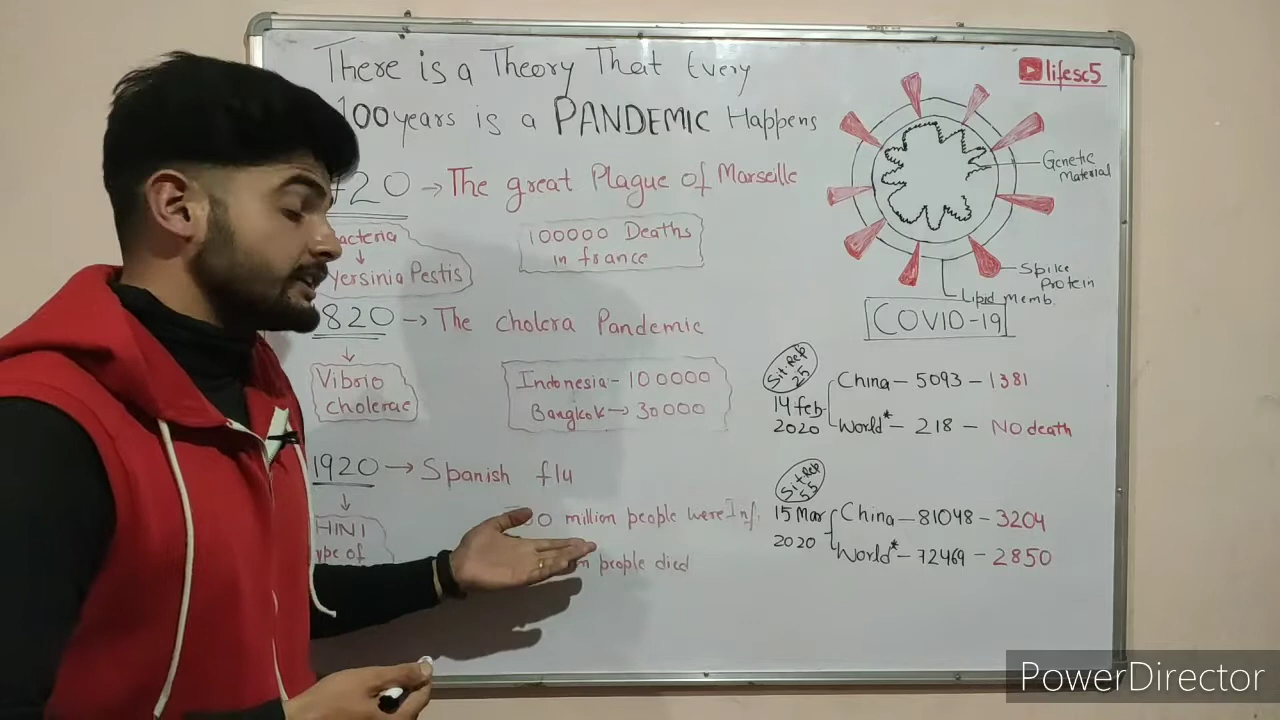 There is a Theory That Every
100 years is a PANDEMIC Happens
lifesc5
20 → The great Plague of Marseille
Yersinia Pestis
100000 Deaths
in france
Genetic
Material
Spike
Protein
Lipid Memb.
COVID-19
820 → The cholera Pandemic
Vibrio
cholerae
Indonesia - 100000
Bangkok → 30000
Sit. Rep
25
14 feb
2020
China - 5093 - 1381
World* - 218 - NO death
1920 → Spanish flu
million people were Inf.
people died
Sit Rep
55
15 Mar
2020
China - 81048 - 3204
World* - 72469 - 2850
PowerDirector